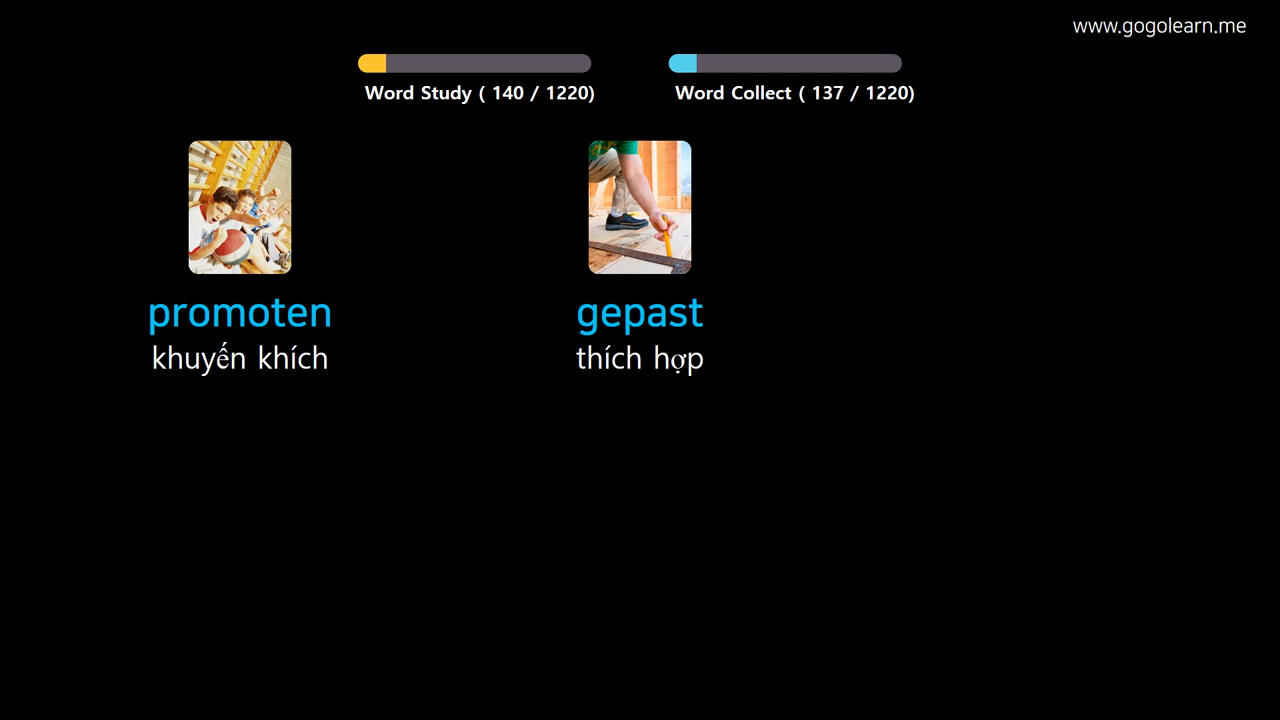 www.gogolearn.me
Word Study ( 140 / 1220)
Word Collect ( 137 / 1220)
promoten
khuyến khích
gepast
thích hợp